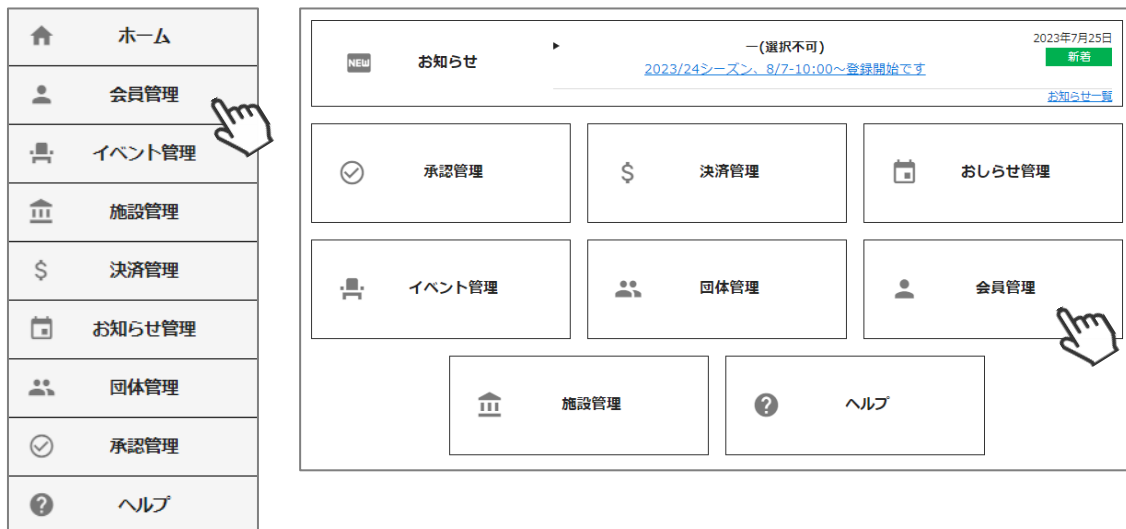 ホーム
会員管理
イベント管理
施設管理
決済管理
お知らせ管理
団体管理
承認管理
ヘルプ
NEW
お知らせ
―(選択不可)
2023/24シーズン、8/7-10:00～登録開始です
2023年7月25日
新着
お知らせ一覧
承認管理
決済管理
おしらせ管理
イベント管理
団体管理
会員管理
施設管理
ヘルプ